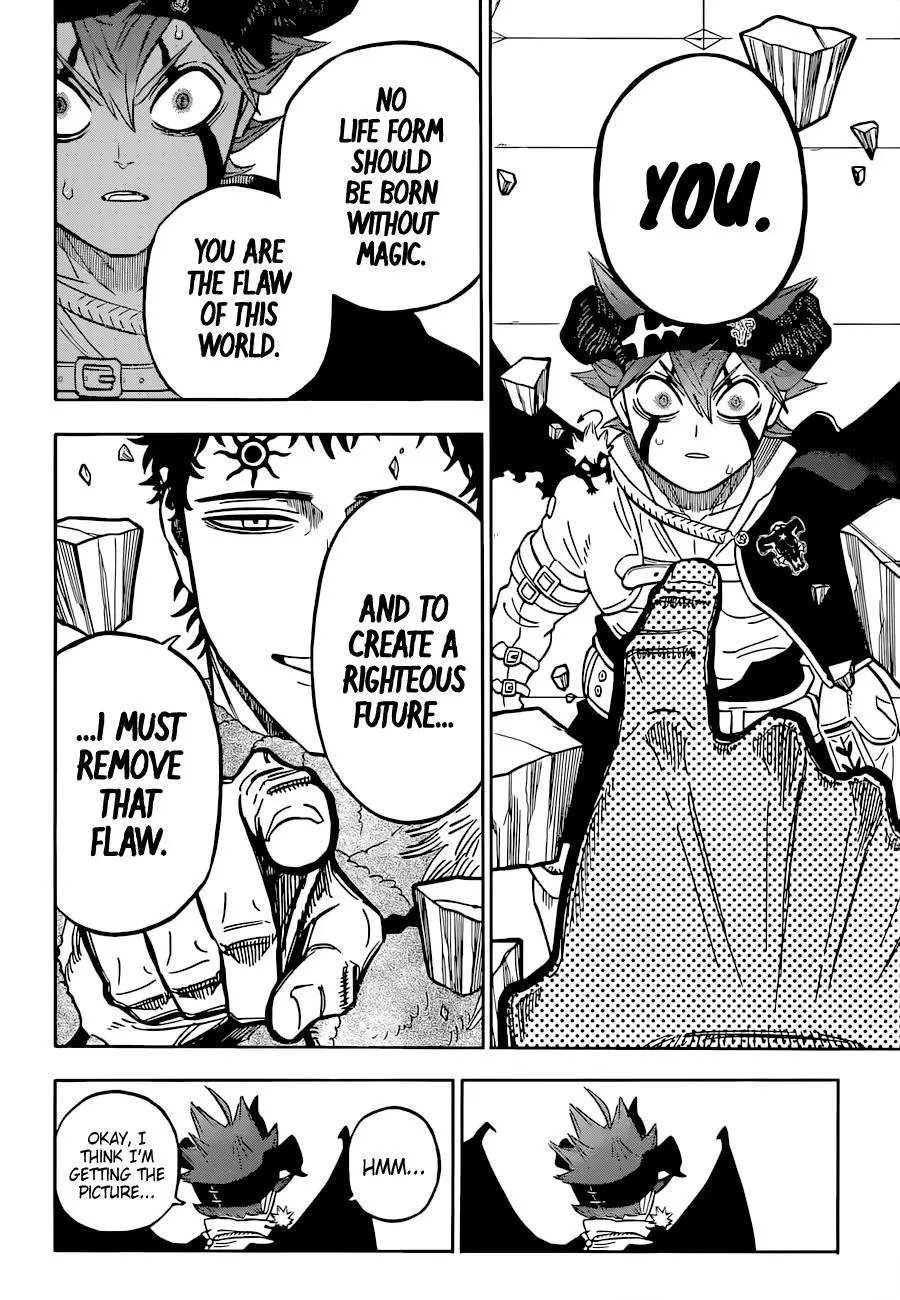 YOU.
NO
LIFE FORM
SHOULD
BE BORN
WITHOUT
MAGIC.
YOU ARE
THE FLAW
OF THIS
WORLD.
AND TO
CREATE A
RIGHTEOUS
FUTURE...
...I MUST
REMOVE
THAT
FLAW.
HMM...
OKAY, I
THINK I'M
GETTING THE
PICTURE...